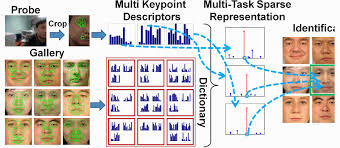 Probe
Crop
Multi Keypoint
Descriptors
Multi-Task Sparse
Representation
Identifica
Gallery
Dictionary